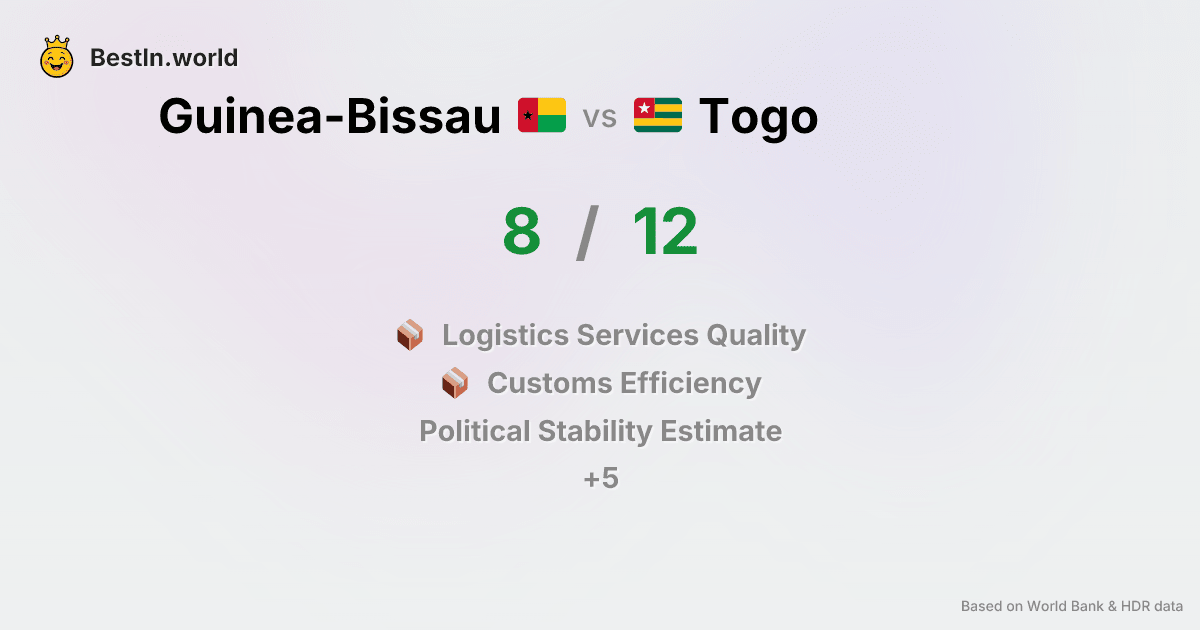 BestIn.world
Guinea-Bissau vs Togo
8 / 12
Logistics Services Quality
Customs Efficiency
Political Stability Estimate
+5
Based on World Bank & HDR data